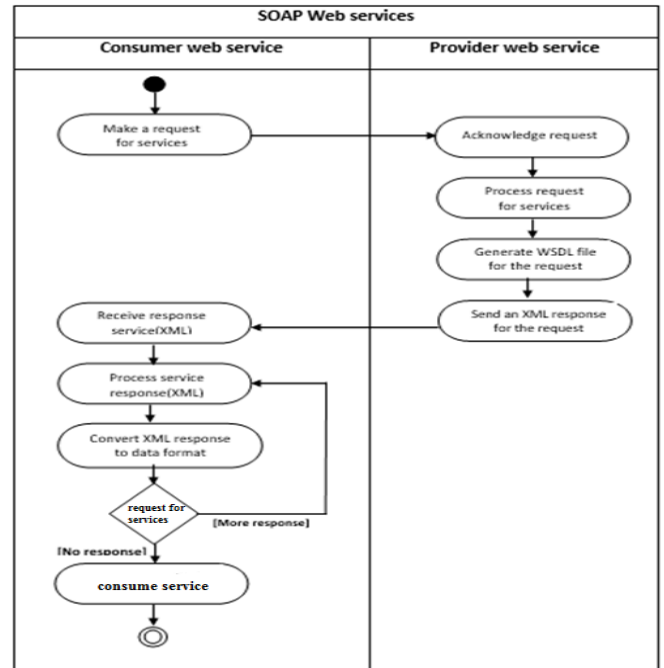 SOAP Web services
Consumer web service
Provider web service
Make a request
for services
Acknowledge request
Process request
for services
Generate WSDL file
for the request
Send an XML response
for the request
Receive response
service(XML)
Process service
response(XML)
Convert XML response
to data format
request for
services
[More response]
[No response]
consume service